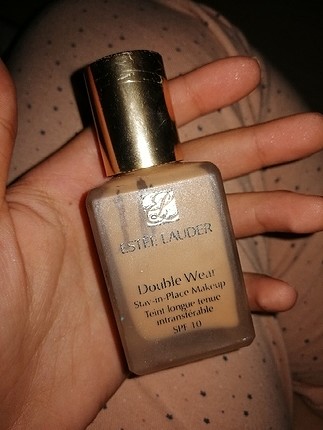 ESTĒE LAUDER
Double Wear
Stay-in-Place Makeup
Teint longue tenue
intransférable
SPF 10